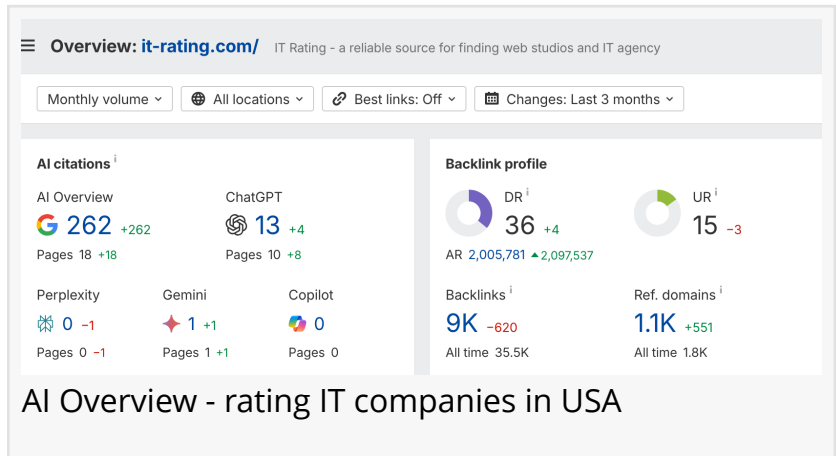 Overview: it-rating.com/ IT Rating - a reliable source for finding web studios and IT agency
Monthly volume All locations Best links: Off Changes: Last 3 months
AI citations i
AI Overview ChatGPT
262 +262 13 +4
Pages 18 +18 Pages 10 +8
Perplexity Gemini Copilot
0 −1 1 +1 0
Pages 0 −1 Pages 1 +1 Pages 0
Backlink profile
DR i UR i
36 +4 15 −3
AR 2,005,781 ▲2,097,537
Backlinks i Ref. domains i
9K −620 1.1K +551
All time 35.5K All time 1.8K
AI Overview - rating IT companies in USA